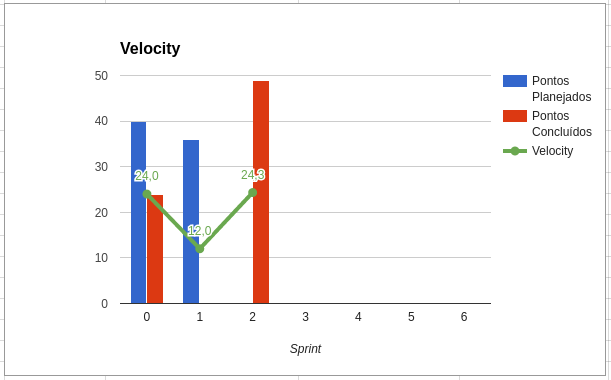 Velocity
50
40
30
20
10
0
24,0
12,0
24,3
0 1 2 3 4 5 6
Sprint
Pontos
Planejados
Pontos
Concluídos
Velocity